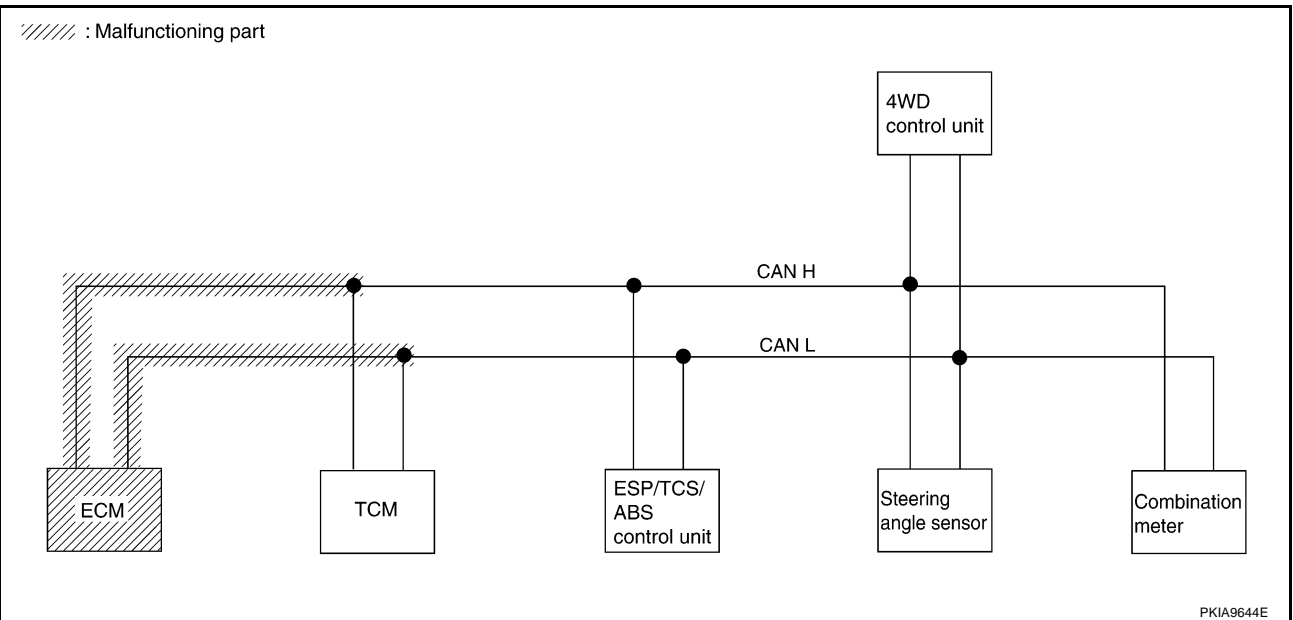 : Malfunctioning part
4WD
control unit
CAN H
CAN L
ECM
TCM
ESP/TCS/
ABS
control unit
Steering
angle sensor
Combination
meter
PKIA9644E